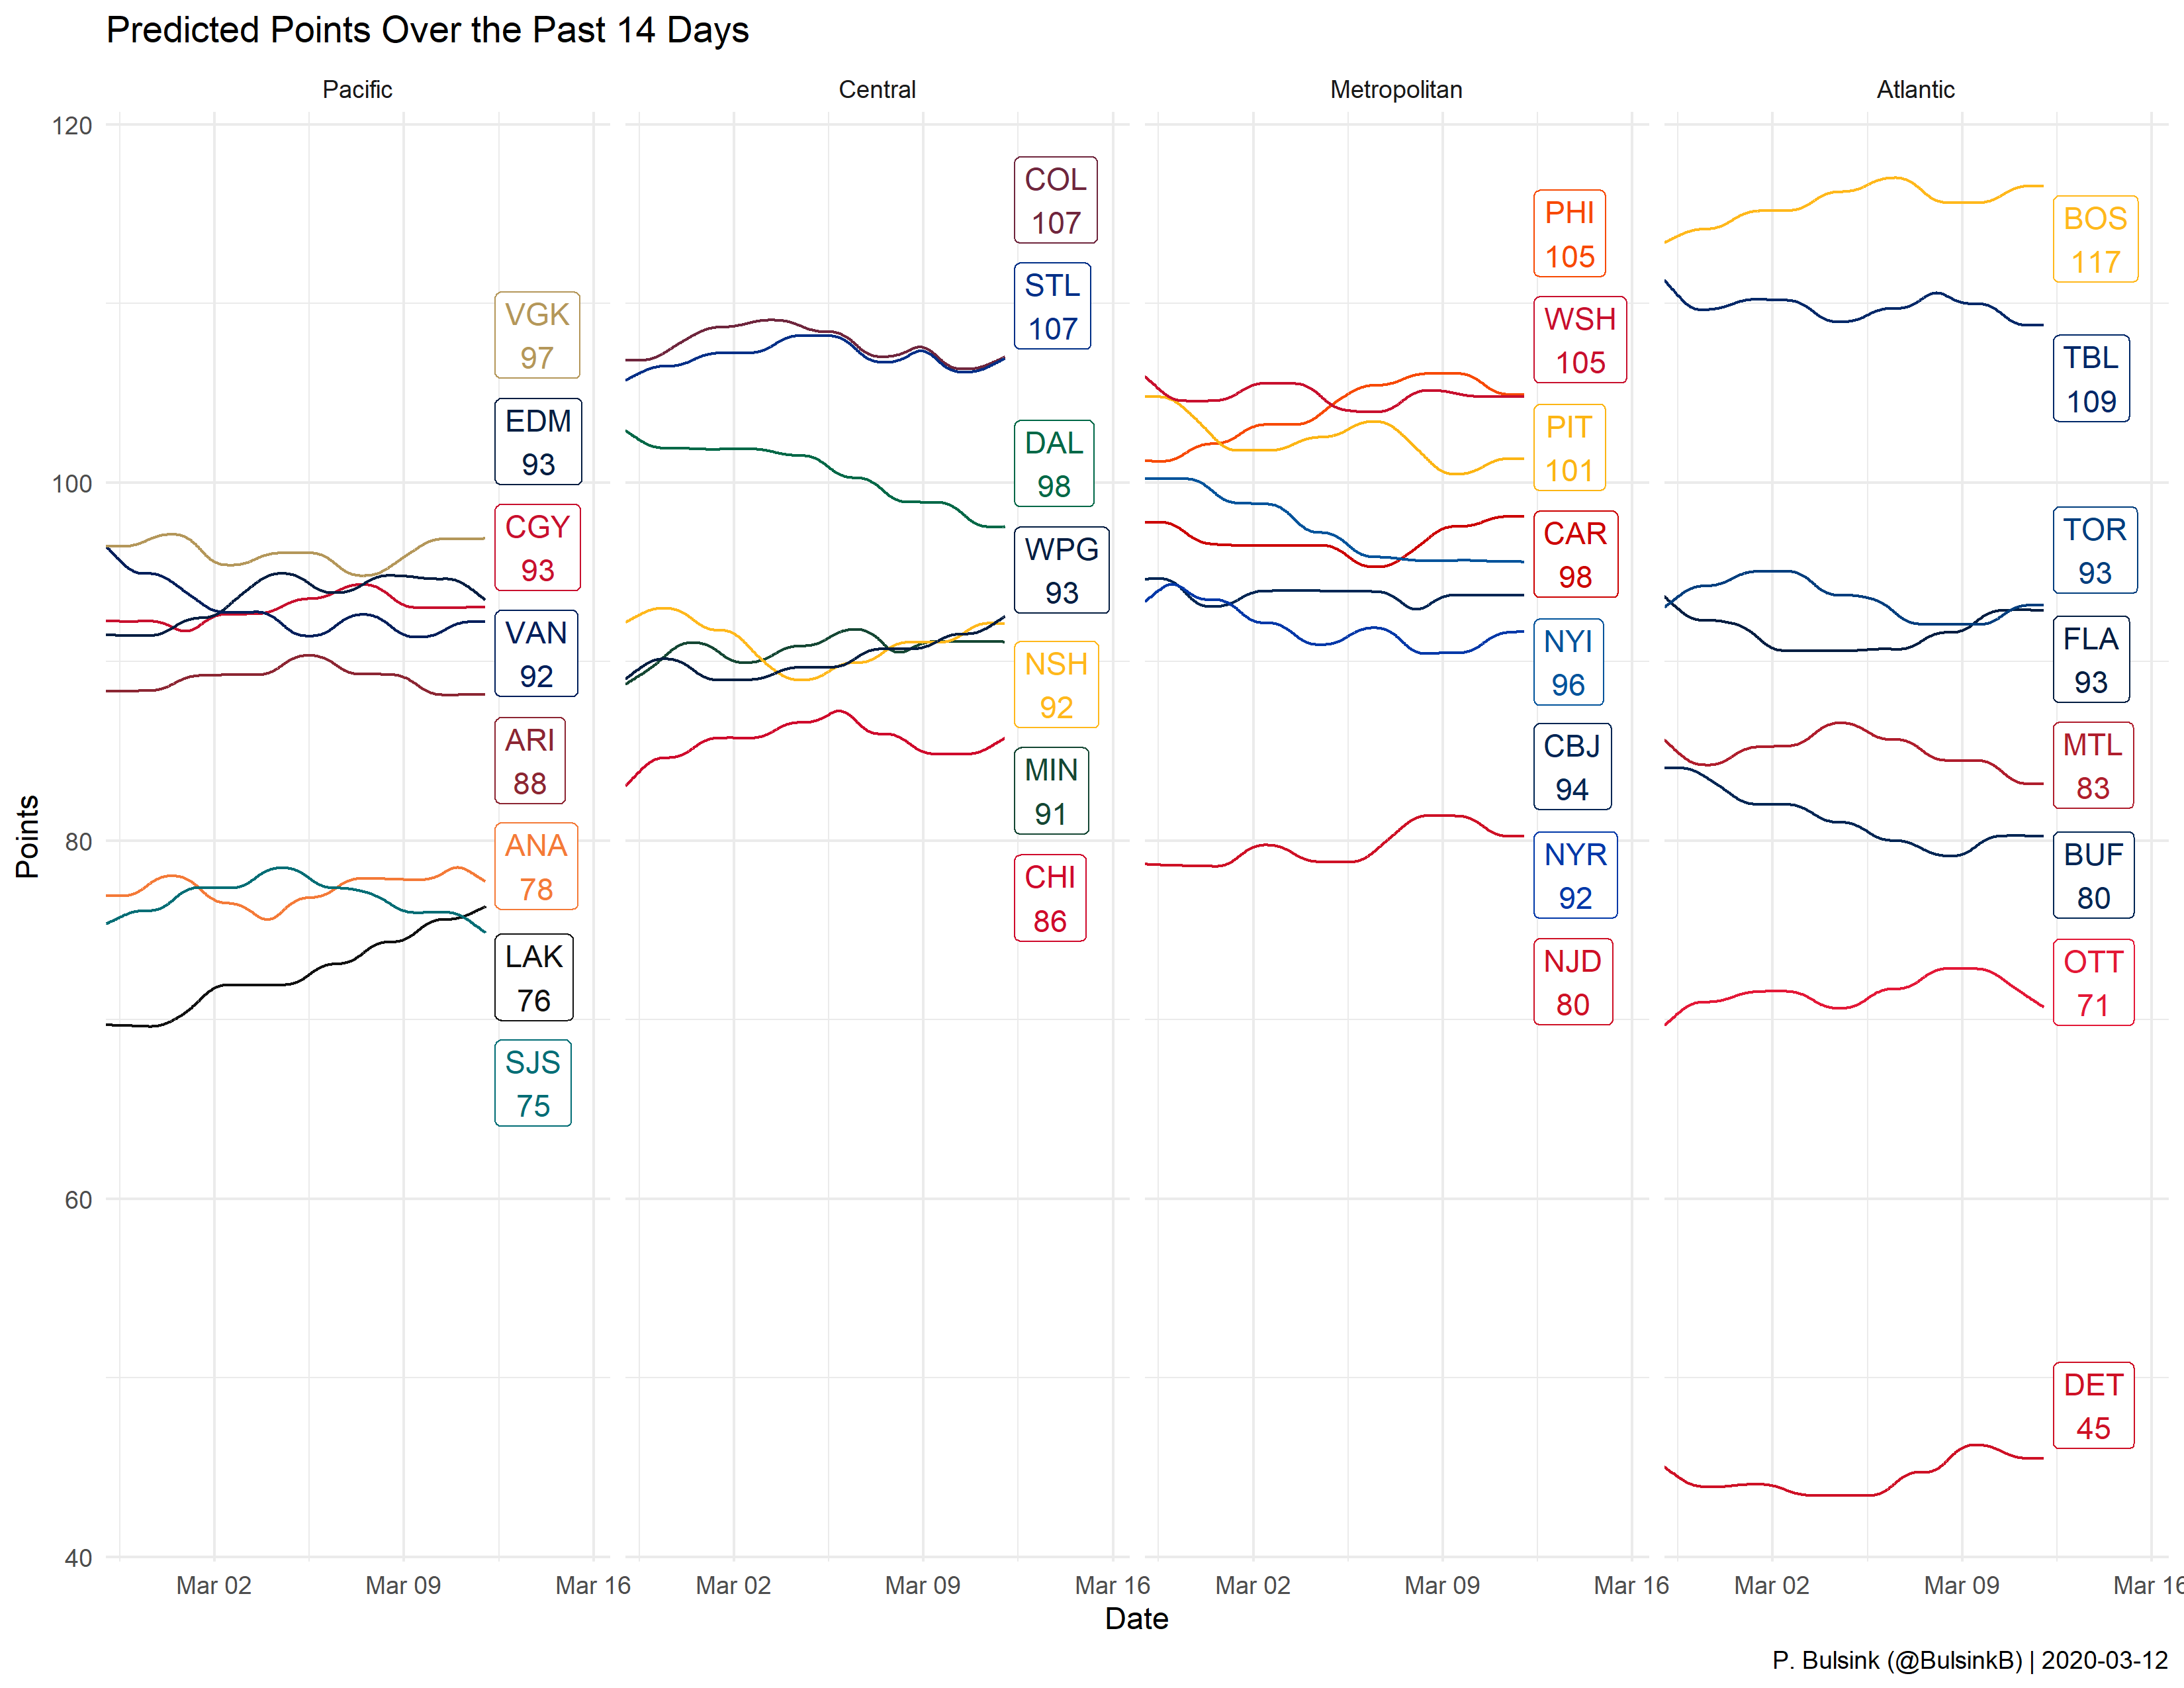 Predicted Points Over the Past 14 Days
Pacific
Central
Metropolitan
Atlantic
Points
120
100
80
60
40
VGK
97
EDM
93
CGY
93
VAN
92
ARI
88
ANA
78
LAK
76
SJS
75
COL
107
STL
107
DAL
98
WPG
93
NSH
92
MIN
91
CHI
86
PHI
105
WSH
105
PIT
101
CAR
98
NYI
96
CBJ
94
NYR
92
NJD
80
BOS
117
TBL
109
TOR
93
FLA
93
MTL
83
BUF
80
OTT
71
DET
45
Mar 02 Mar 09 Mar 16 Mar 02 Mar 09 Mar 16 Mar 02 Mar 09 Mar 16 Mar 02 Mar 09 Mar 16
Date
P. Bulsink (@BulsinkB) | 2020-03-12